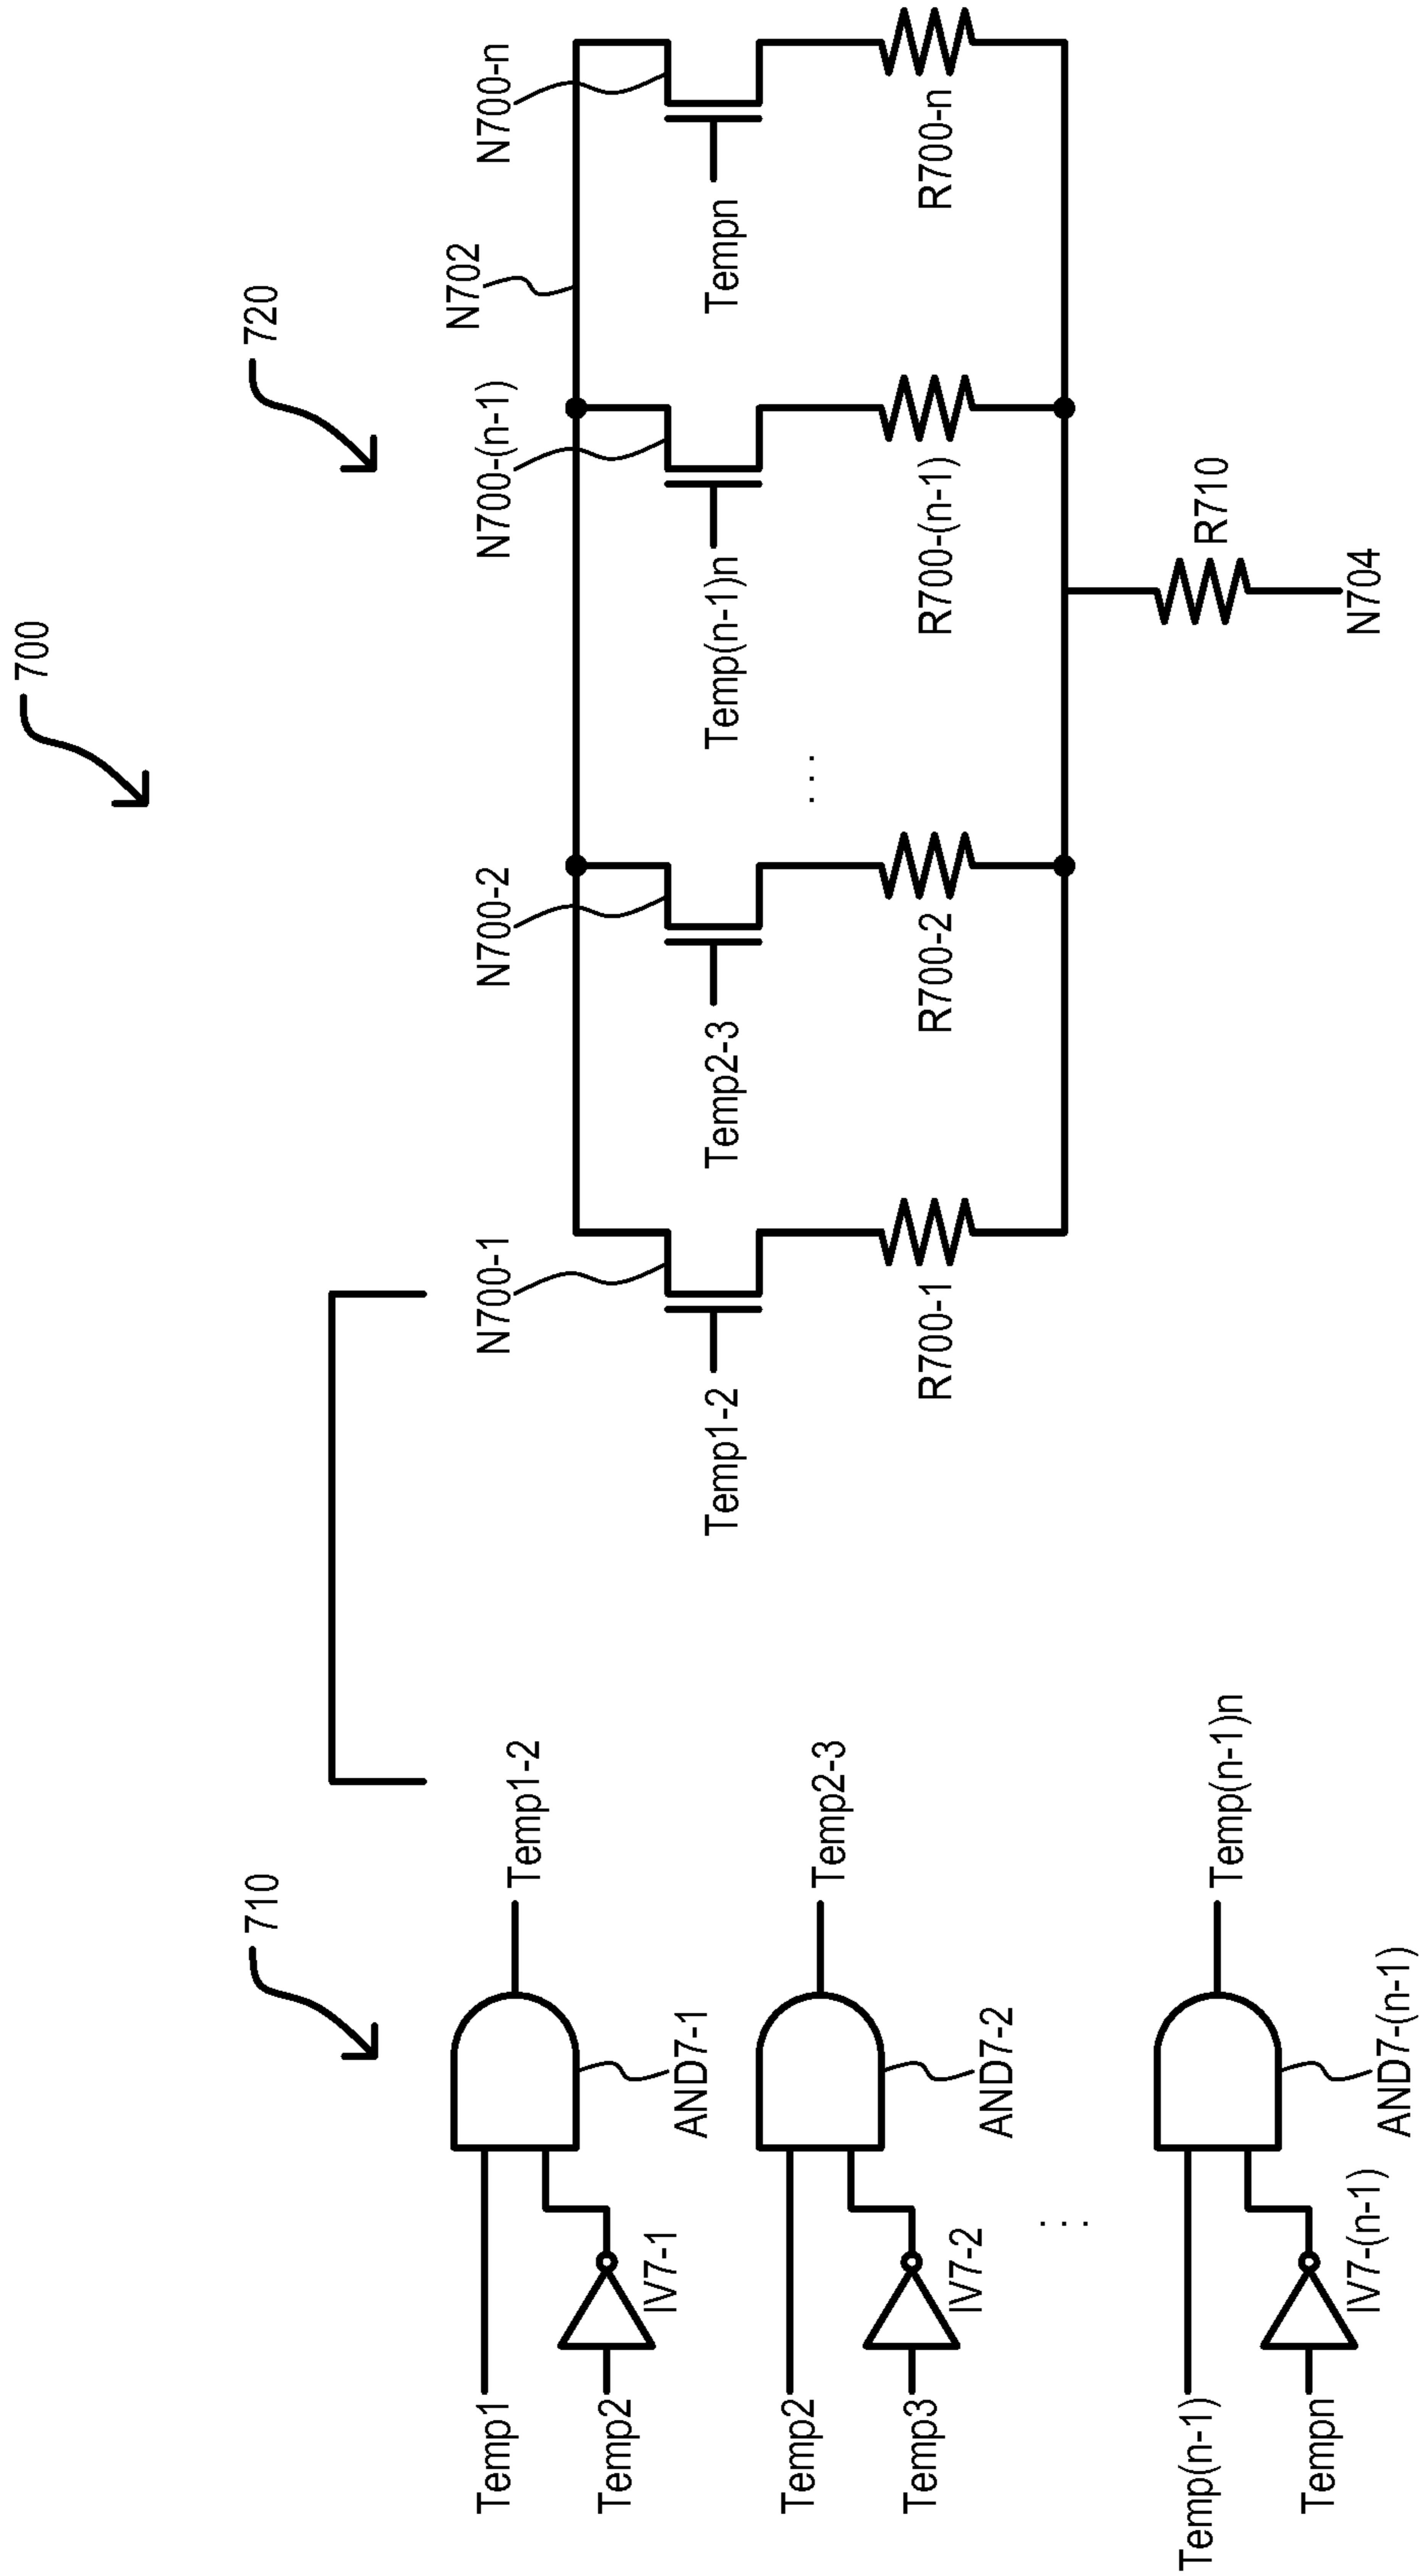 700
710
720
Temp1
Temp2
IV7-1
AND7-1
Temp1-2
Temp2
Temp3
IV7-2
AND7-2
Temp2-3
. . .
Temp(n-1)
Tempn
IV7-(n-1)
AND7-(n-1)
Temp(n-1)n
N702
N700-1
N700-2
N700-(n-1)
N700-n
Temp1-2
Temp2-3
. . .
Temp(n-1)n
Tempn
R700-1
R700-2
R700-(n-1)
R700-n
R710
N704